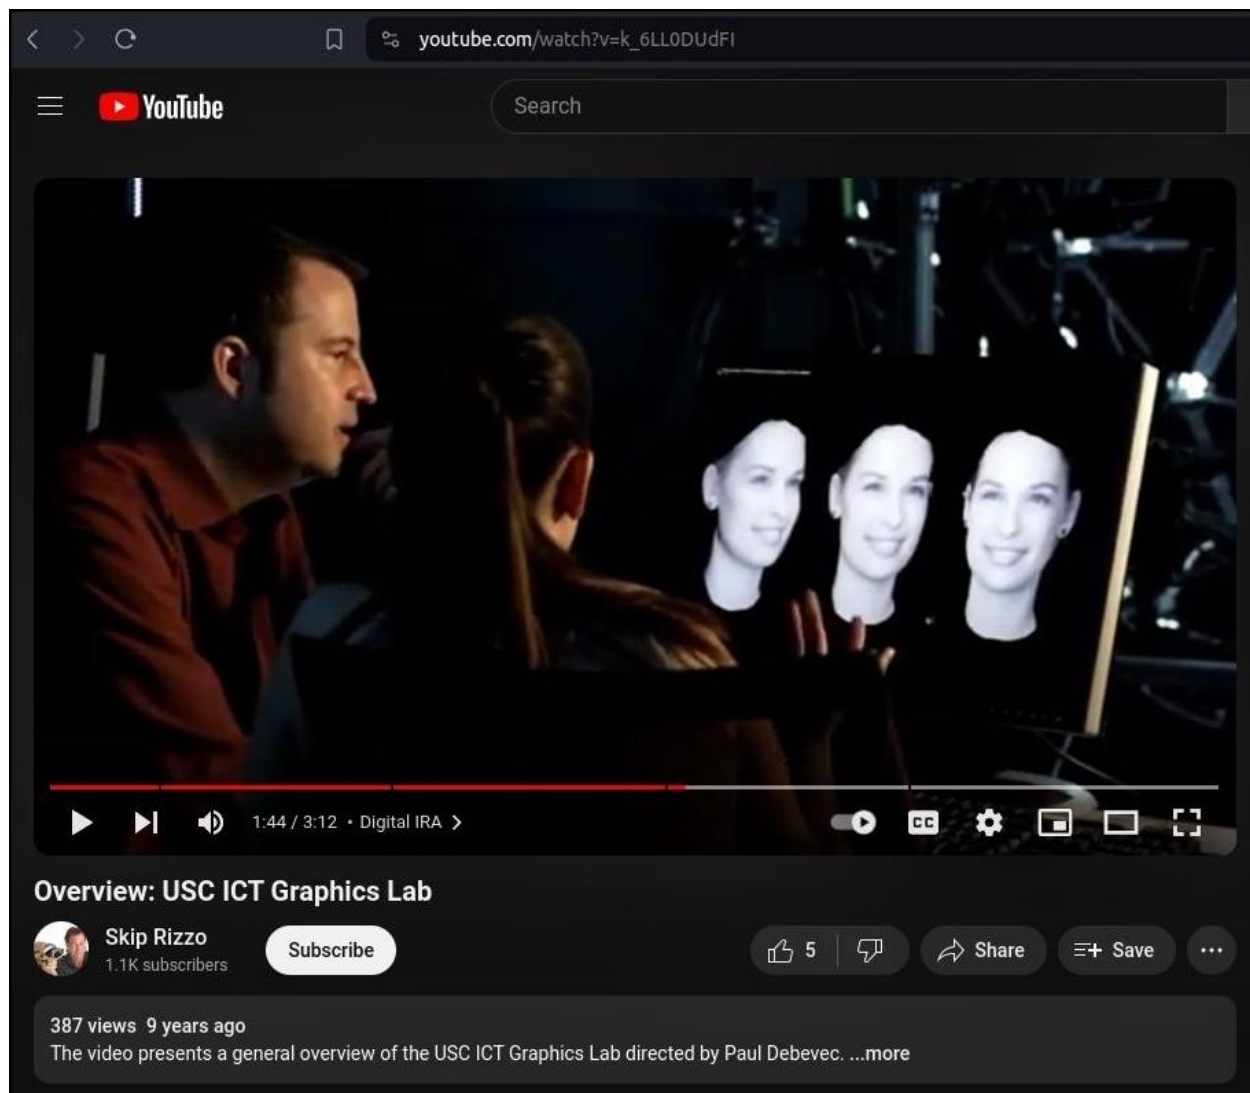 youtube.com/watch?v=k_6LL0DUdFI
YouTube
Search
1:44 / 3:12 • Digital IRA
CC
Overview: USC ICT Graphics Lab
Skip Rizzo
1.1K subscribers
Subscribe
5
Share
Save
387 views 9 years ago
The video presents a general overview of the USC ICT Graphics Lab directed by Paul Debevec. ...more